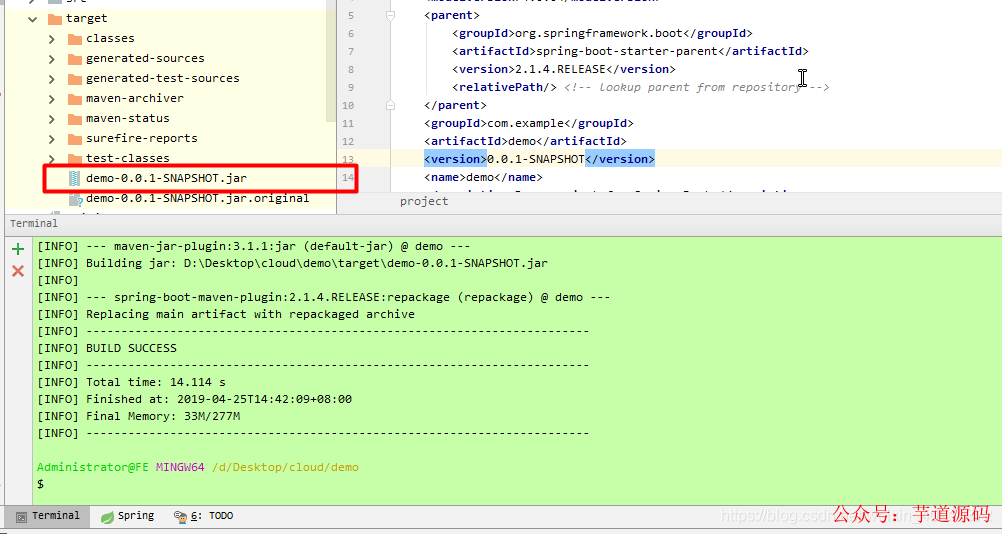 target
classes
generated-sources
generated-test-sources
maven-archiver
maven-status
surefire-reports
test-classes
demo-0.0.1-SNAPSHOT.jar
demo-0.0.1-SNAPSHOT.jar.original
5 <parent>
6 <groupId>org.springframework.boot</groupId>
7 <artifactId>spring-boot-starter-parent</artifactId>
8 <version>2.1.4.RELEASE</version>
9 <relativePath/> <!-- lookup parent from repository -->
10 </parent>
11 <groupId>com.example</groupId>
12 <artifactId>demo</artifactId>
13 <version>0.0.1-SNAPSHOT</version>
14 <name>demo</name>
project
Terminal
[INFO] --- maven-jar-plugin:3.1.1:jar (default-jar) @ demo ---
[INFO] Building jar: D:\Desktop\cloud\demo\target\demo-0.0.1-SNAPSHOT.jar
[INFO]
[INFO] --- spring-boot-maven-plugin:2.1.4.RELEASE:repackage (repackage) @ demo ---
[INFO] Replacing main artifact with repackaged archive
[INFO] ------------------------------------------------------------------------
[INFO] BUILD SUCCESS
[INFO] ------------------------------------------------------------------------
[INFO] Total time: 14.114 s
[INFO] Finished at: 2019-04-25T14:42:09+08:00
[INFO] Final Memory: 33M/277M
[INFO] ------------------------------------------------------------------------
Administrator@FE MINGW64 /d/Desktop/cloud/demo
$
Terminal Spring 6: TODO
公众号: 芋道源码